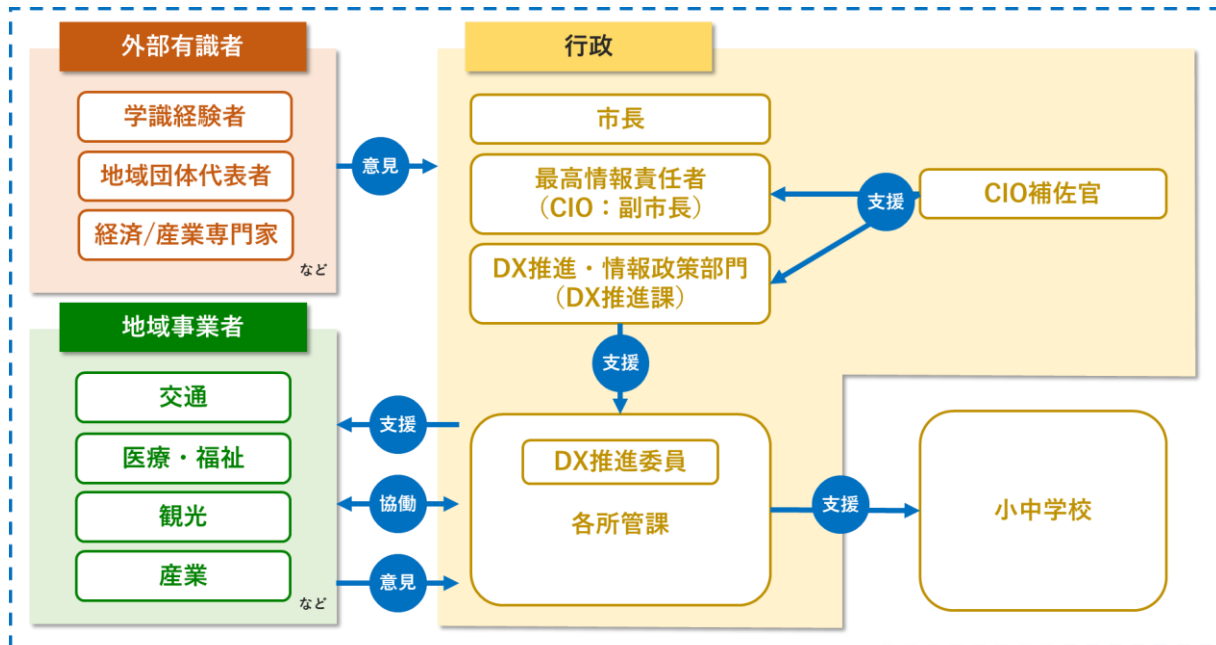 外部有識者
学識経験者
地域団体代表者
経済/産業専門家
など
意見
行政
市長
最高情報責任者
（CIO：副市長）
支援
CIO補佐官
DX推進・情報政策部門
（DX推進課）
支援
地域事業者
交通
医療・福祉
観光
産業
など
支援
協働
意見
DX推進委員
各所管課
支援
小中学校